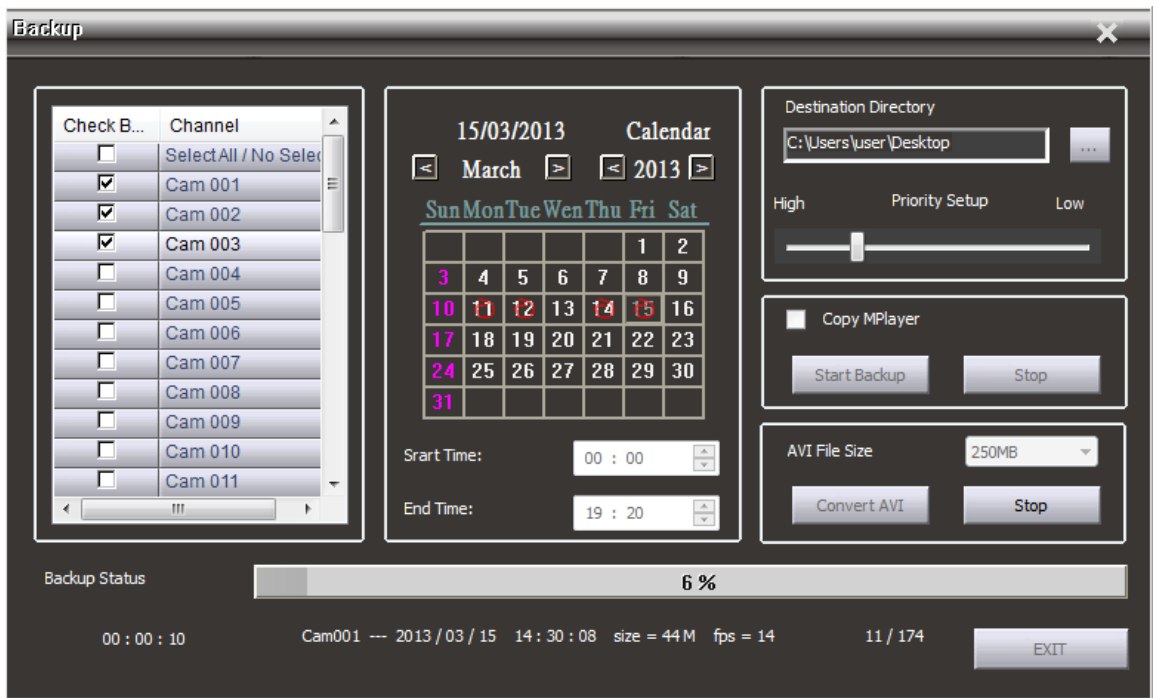 Backup
Check B... Channel
Select All / No Selec
Cam 001
Cam 002
Cam 003
Cam 004
Cam 005
Cam 006
Cam 007
Cam 008
Cam 009
Cam 010
Cam 011
15/03/2013 Calendar
< March > < 2013 >
Sun Mon Tue Wen Thu Fri Sat
1 2
3 4 5 6 7 8 9
10 11 12 13 14 15 16
17 18 19 20 21 22 23
24 25 26 27 28 29 30
31
Srart Time: 00 : 00
End Time: 19 : 20
Destination Directory
C:\Users\user\Desktop ...
High Priority Setup Low
Copy MPlayer
Start Backup Stop
AVI File Size 250MB
Convert AVI Stop
Backup Status 6 %
00 : 00 : 10 Cam001 --- 2013 / 03 / 15 14 : 30 : 08 size = 44 M fps = 14 11 / 174 EXIT